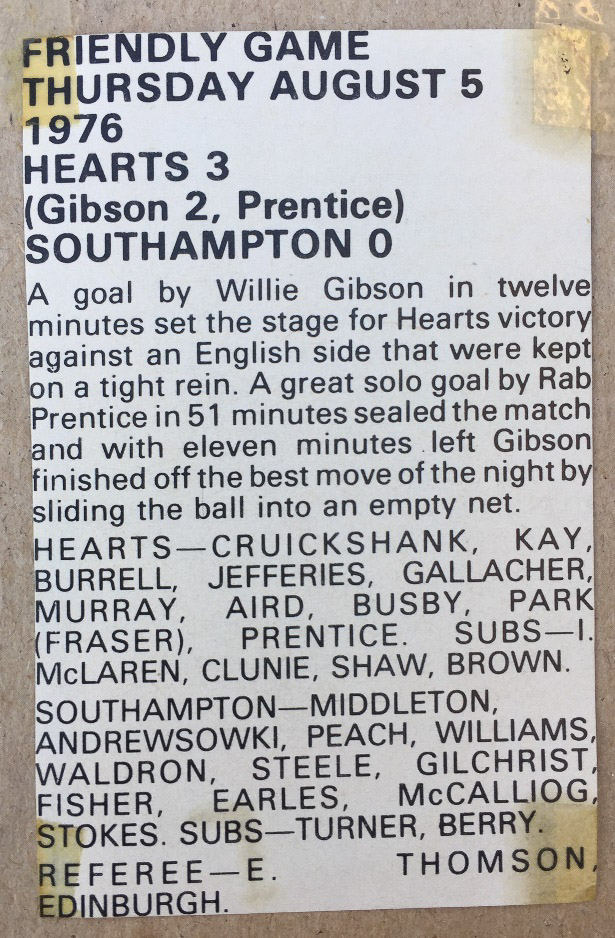 FRIENDLY GAME
THURSDAY AUGUST 5
1976
HEARTS 3
(Gibson 2, Prentice)
SOUTHAMPTON 0
A goal by Willie Gibson in twelve
minutes set the stage for Hearts victory
against an English side that were kept
on a tight rein. A great solo goal by Rab
Prentice in 51 minutes sealed the match
and with eleven minutes left Gibson
finished off the best move of the night by
sliding the ball into an empty net.
HEARTS—CRUICKSHANK, KAY,
BURRELL, JEFFERIES, GALLACHER,
MURRAY, AIRD, BUSBY, PARK
(FRASER), PRENTICE. SUBS—I.
McLAREN, CLUNIE, SHAW, BROWN.
SOUTHAMPTON—MIDDLETON,
ANDREWSOWKI, PEACH, WILLIAMS,
WALDRON, STEELE, GILCHRIST,
FISHER, EARLES, McCALLIOG,
STOKES. SUBS—TURNER, BERRY.
REFEREE—E. THOMSON,
EDINBURGH.